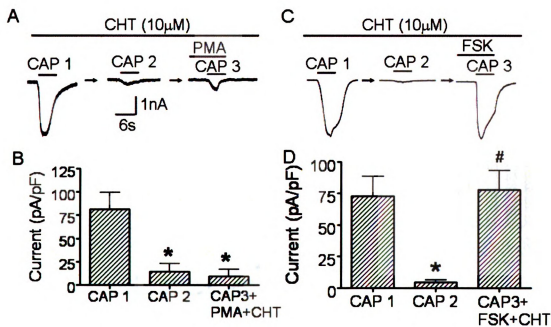 A
CHT (10µM)
PMA
CAP 1
CAP 2
CAP 3
1nA
6s
B
Current (pA/pF)
125
100
75
50
25
0
*
*
CAP 1
CAP 2
CAP3+
PMA+CHT
C
CHT (10µM)
FSK
CAP 1
CAP 2
CAP 3
D
Current (pA/pF)
100
75
50
25
0
*
#
CAP 1
CAP 2
CAP3+
FSK+CHT